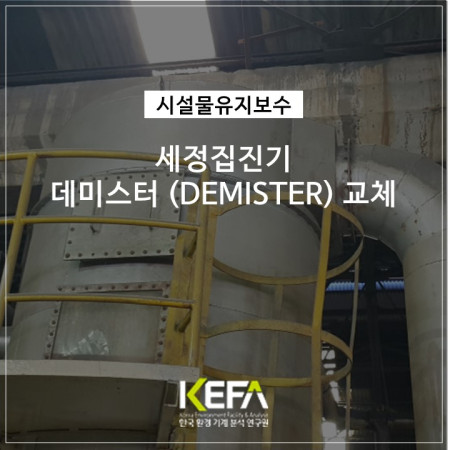 시설물유지보수
세정집진기
데미스터 (DEMISTER) 교체
KEFA
Korea Environment Facility & Analysis
한국 환경 기계 분석 연구원